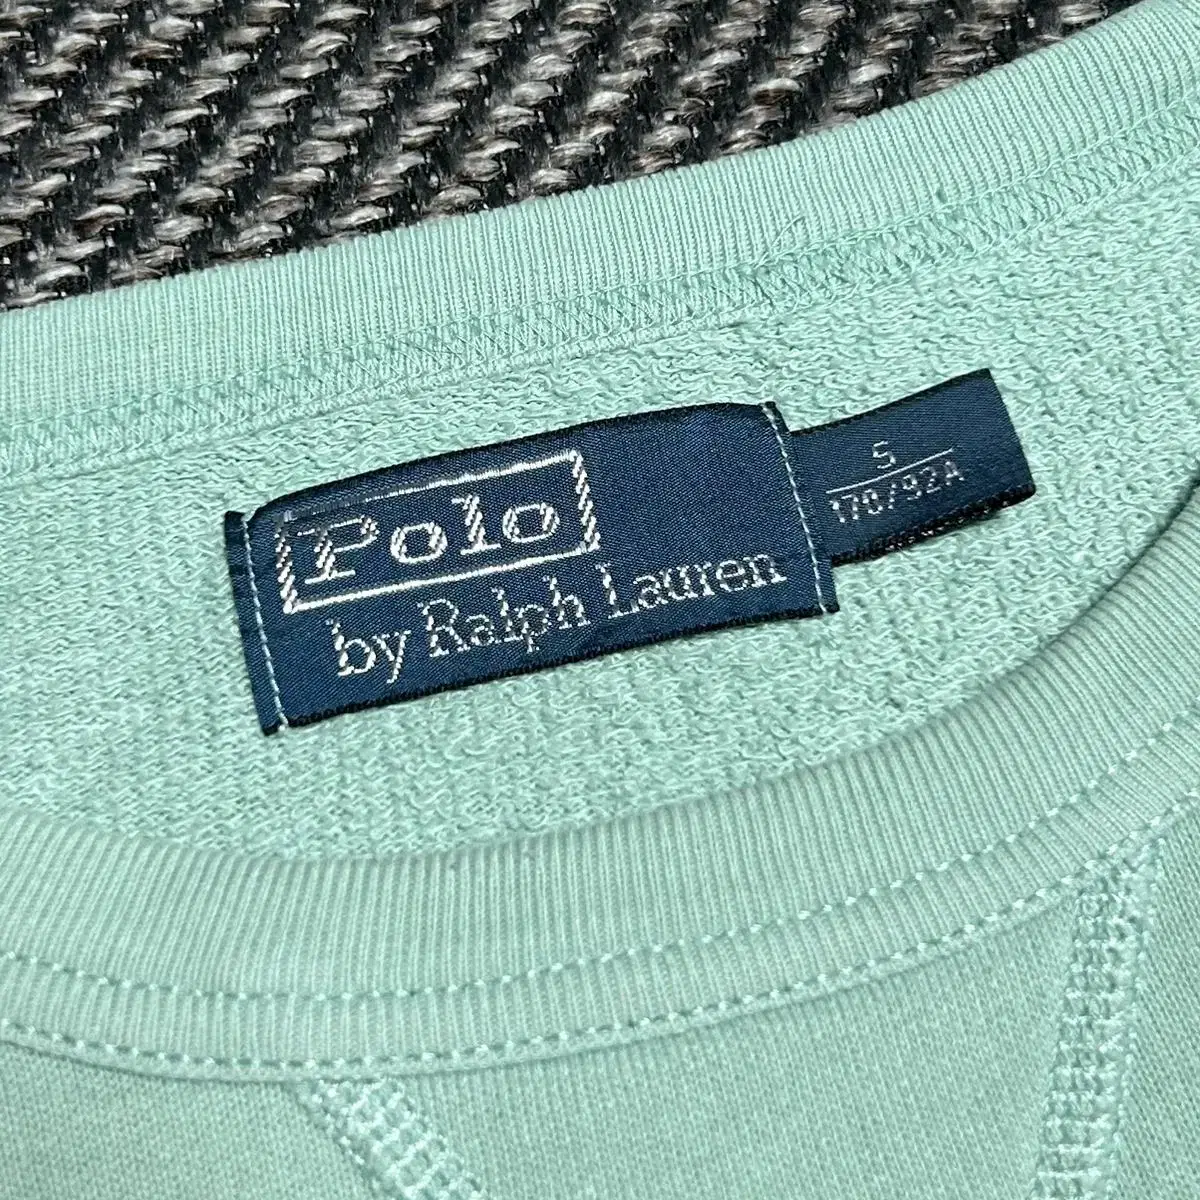 Polo
by Ralph Lauren
S
170/92A